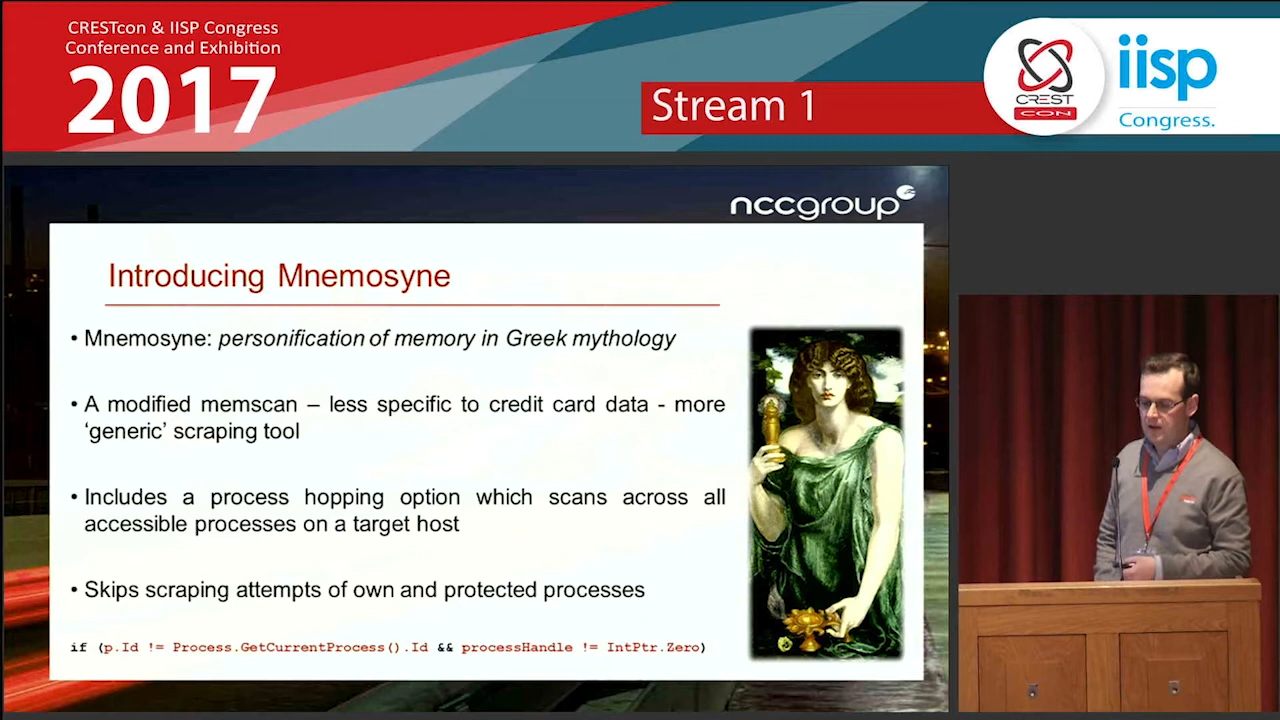 CRESTcon & IISP Congress
Conference and Exhibition
2017
Stream 1
CREST
CON
iisp
Congress.
nccgroup
Introducing Mnemosyne
• Mnemosyne: personification of memory in Greek mythology
• A modified memscan – less specific to credit card data - more
‘generic’ scraping tool
• Includes a process hopping option which scans across all
accessible processes on a target host
• Skips scraping attempts of own and protected processes
if (p.Id != Process.GetCurrentProcess().Id && processHandle != IntPtr.Zero)